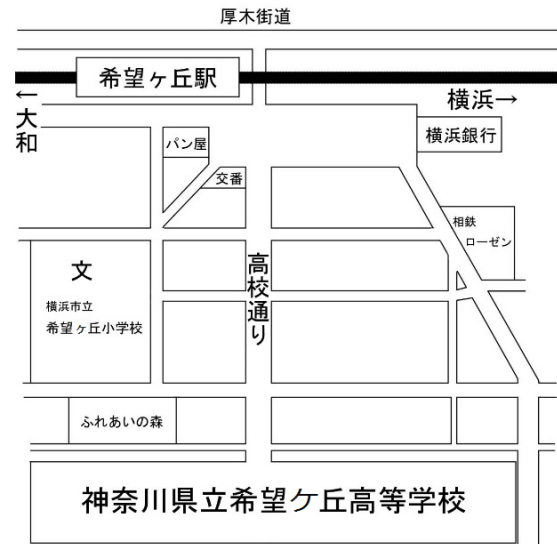 厚木街道
希望ヶ丘駅
←大和
横浜→
横浜銀行
パン屋
交番
相鉄
ローゼン
文
横浜市立
希望ヶ丘小学校
高校通り
ふれあいの森
神奈川県立希望ケ丘高等学校